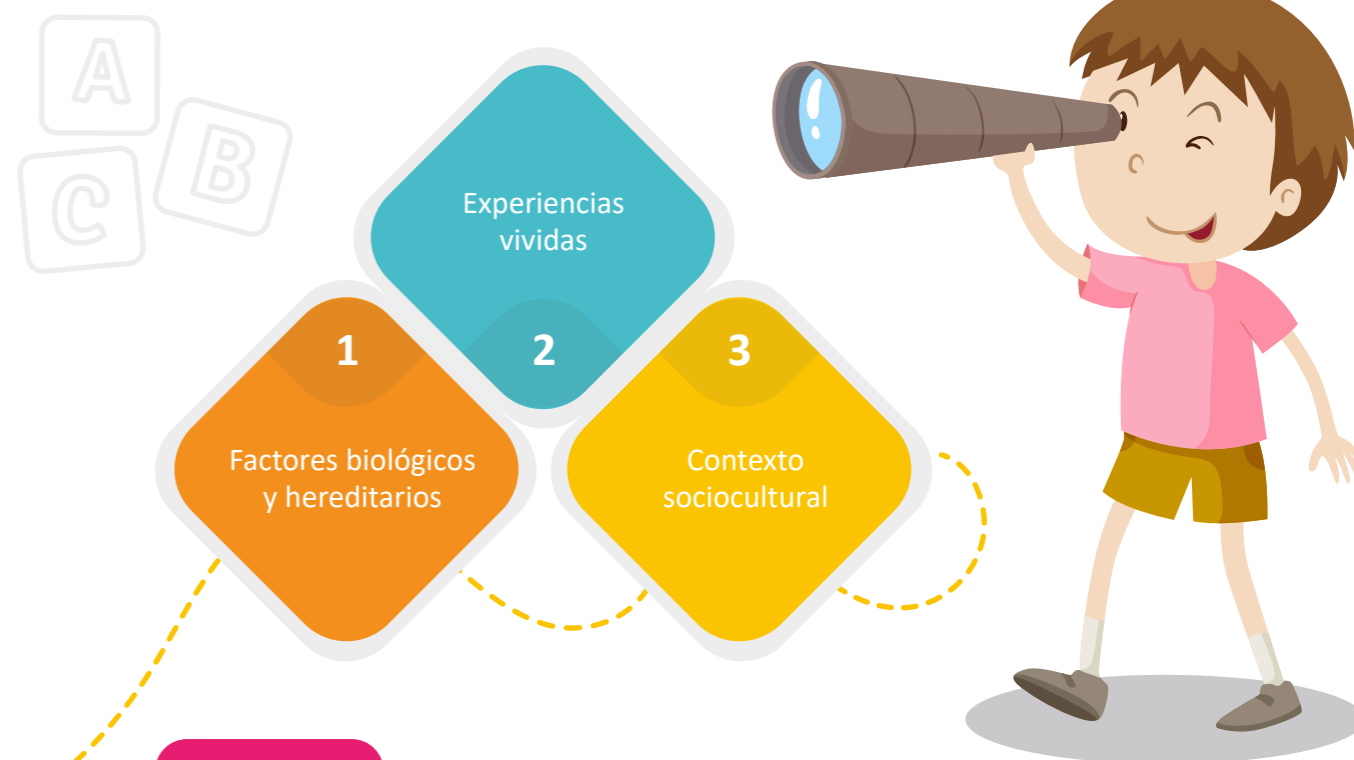 A
B
C
Experiencias
vividas
1
2
3
Factores biológicos
y hereditarios
Contexto
sociocultural